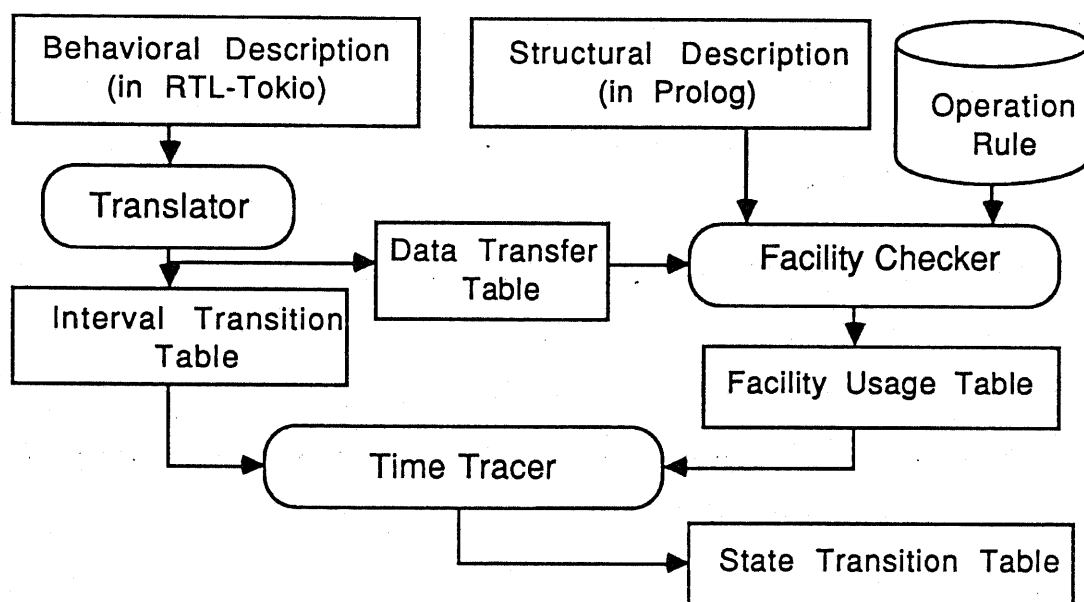 Behavioral Description
(in RTL-Tokio)
Structural Description
(in Prolog)
Operation
Rule
Translator
Data Transfer
Table
Facility Checker
Interval Transition
Table
Facility Usage Table
Time Tracer
State Transition Table